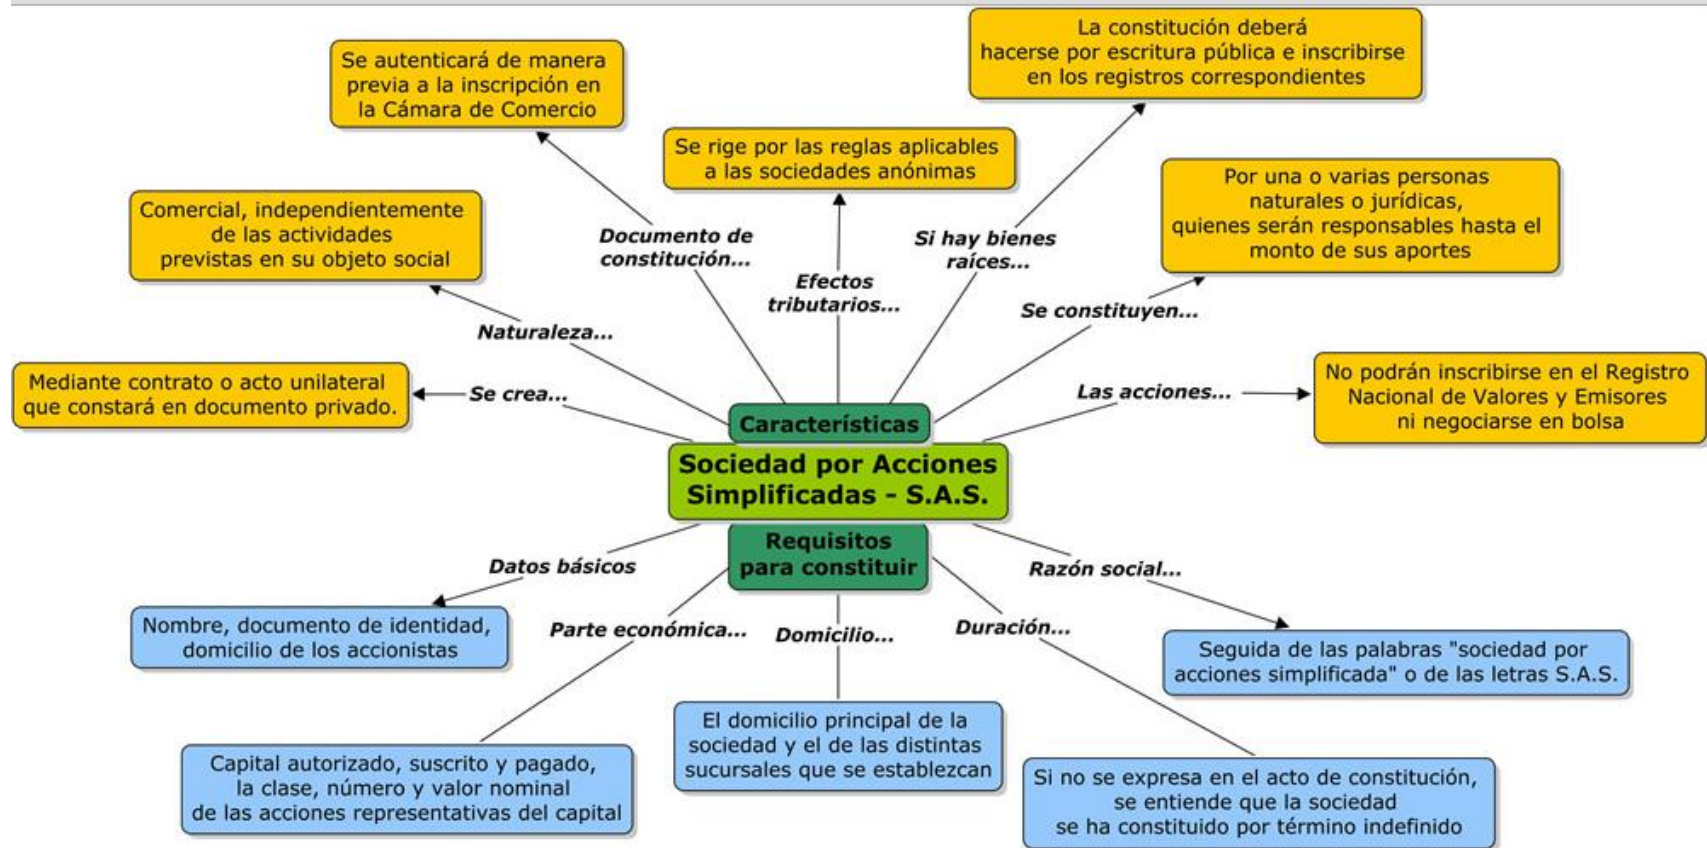 La constitución deberá
hacerse por escritura pública e inscribirse
en los registros correspondientes
Se autenticará de manera
previa a la inscripción en
la Cámara de Comercio
Se rige por las reglas aplicables
a las sociedades anónimas
Por una o varias personas
naturales o jurídicas,
quienes serán responsables hasta el
monto de sus aportes
Comercial, independientemente
de las actividades
previstas en su objeto social
Documento de
constitución...
Si hay bienes
raíces...
Efectos
tributarios...
Se constituyen...
Naturaleza...
Mediante contrato o acto unilateral
que constará en documento privado.
Se crea...
Las acciones...
No podrán inscribirse en el Registro
Nacional de Valores y Emisores
ni negociarse en bolsa
Características
Sociedad por Acciones
Simplificadas - S.A.S.
Requisitos
para constituir
Datos básicos
Razón social...
Nombre, documento de identidad,
domicilio de los accionistas
Parte económica...
Domicilio...
Duración...
Seguida de las palabras "sociedad por
acciones simplificada" o de las letras S.A.S.
Capital autorizado, suscrito y pagado,
la clase, número y valor nominal
de las acciones representativas del capital
El domicilio principal de la
sociedad y el de las distintas
sucursales que se establezcan
Si no se expresa en el acto de constitución,
se entiende que la sociedad
se ha constituido por término indefinido